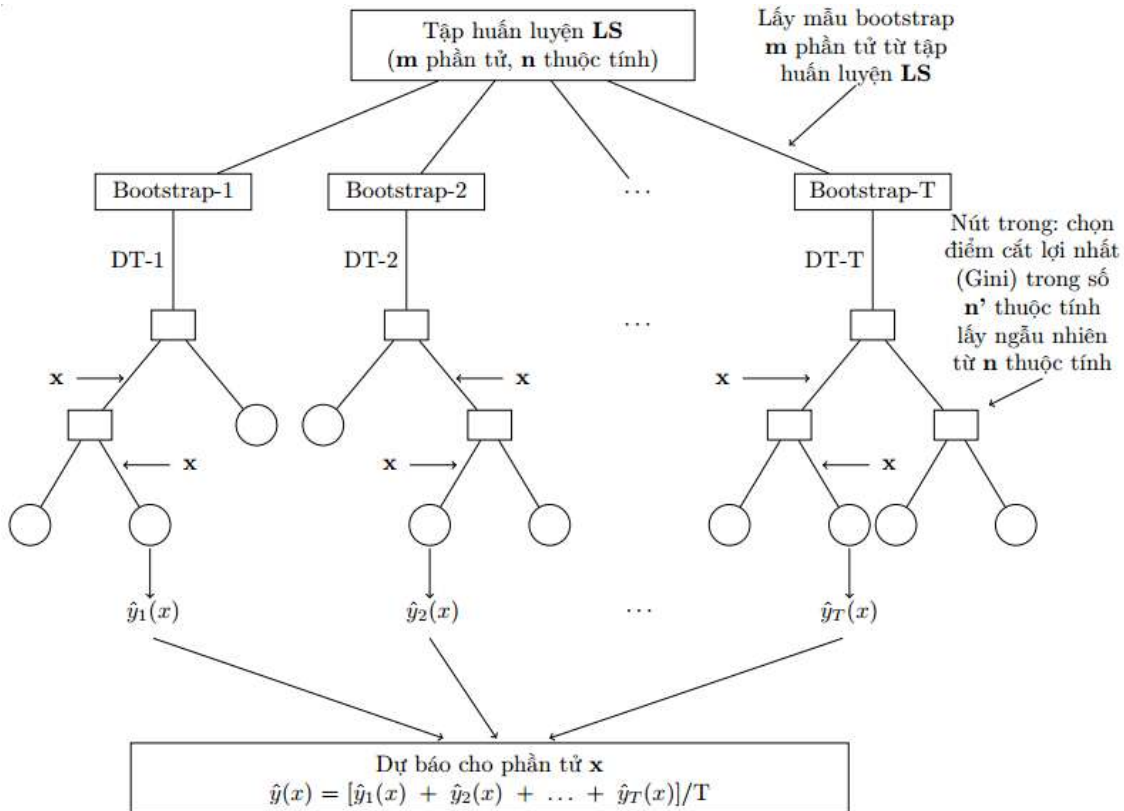 Tập huấn luyện LS
(m phần tử, n thuộc tính)
Lấy mẫu bootstrap
m phần tử từ tập
huấn luyện LS
Bootstrap-1
Bootstrap-2
...
Bootstrap-T
Nút trong: chọn
điểm cắt lợi nhất
(Gini) trong số
n’ thuộc tính
lấy ngẫu nhiên
từ n thuộc tính
DT-1
DT-2
DT-T
...
x
x
x
x
x
x
ŷ₁(x)
ŷ₂(x)
...
ŷ_T(x)
Dự báo cho phần tử x
ŷ(x) = [ŷ₁(x) + ŷ₂(x) + ... + ŷ_T(x)]/T